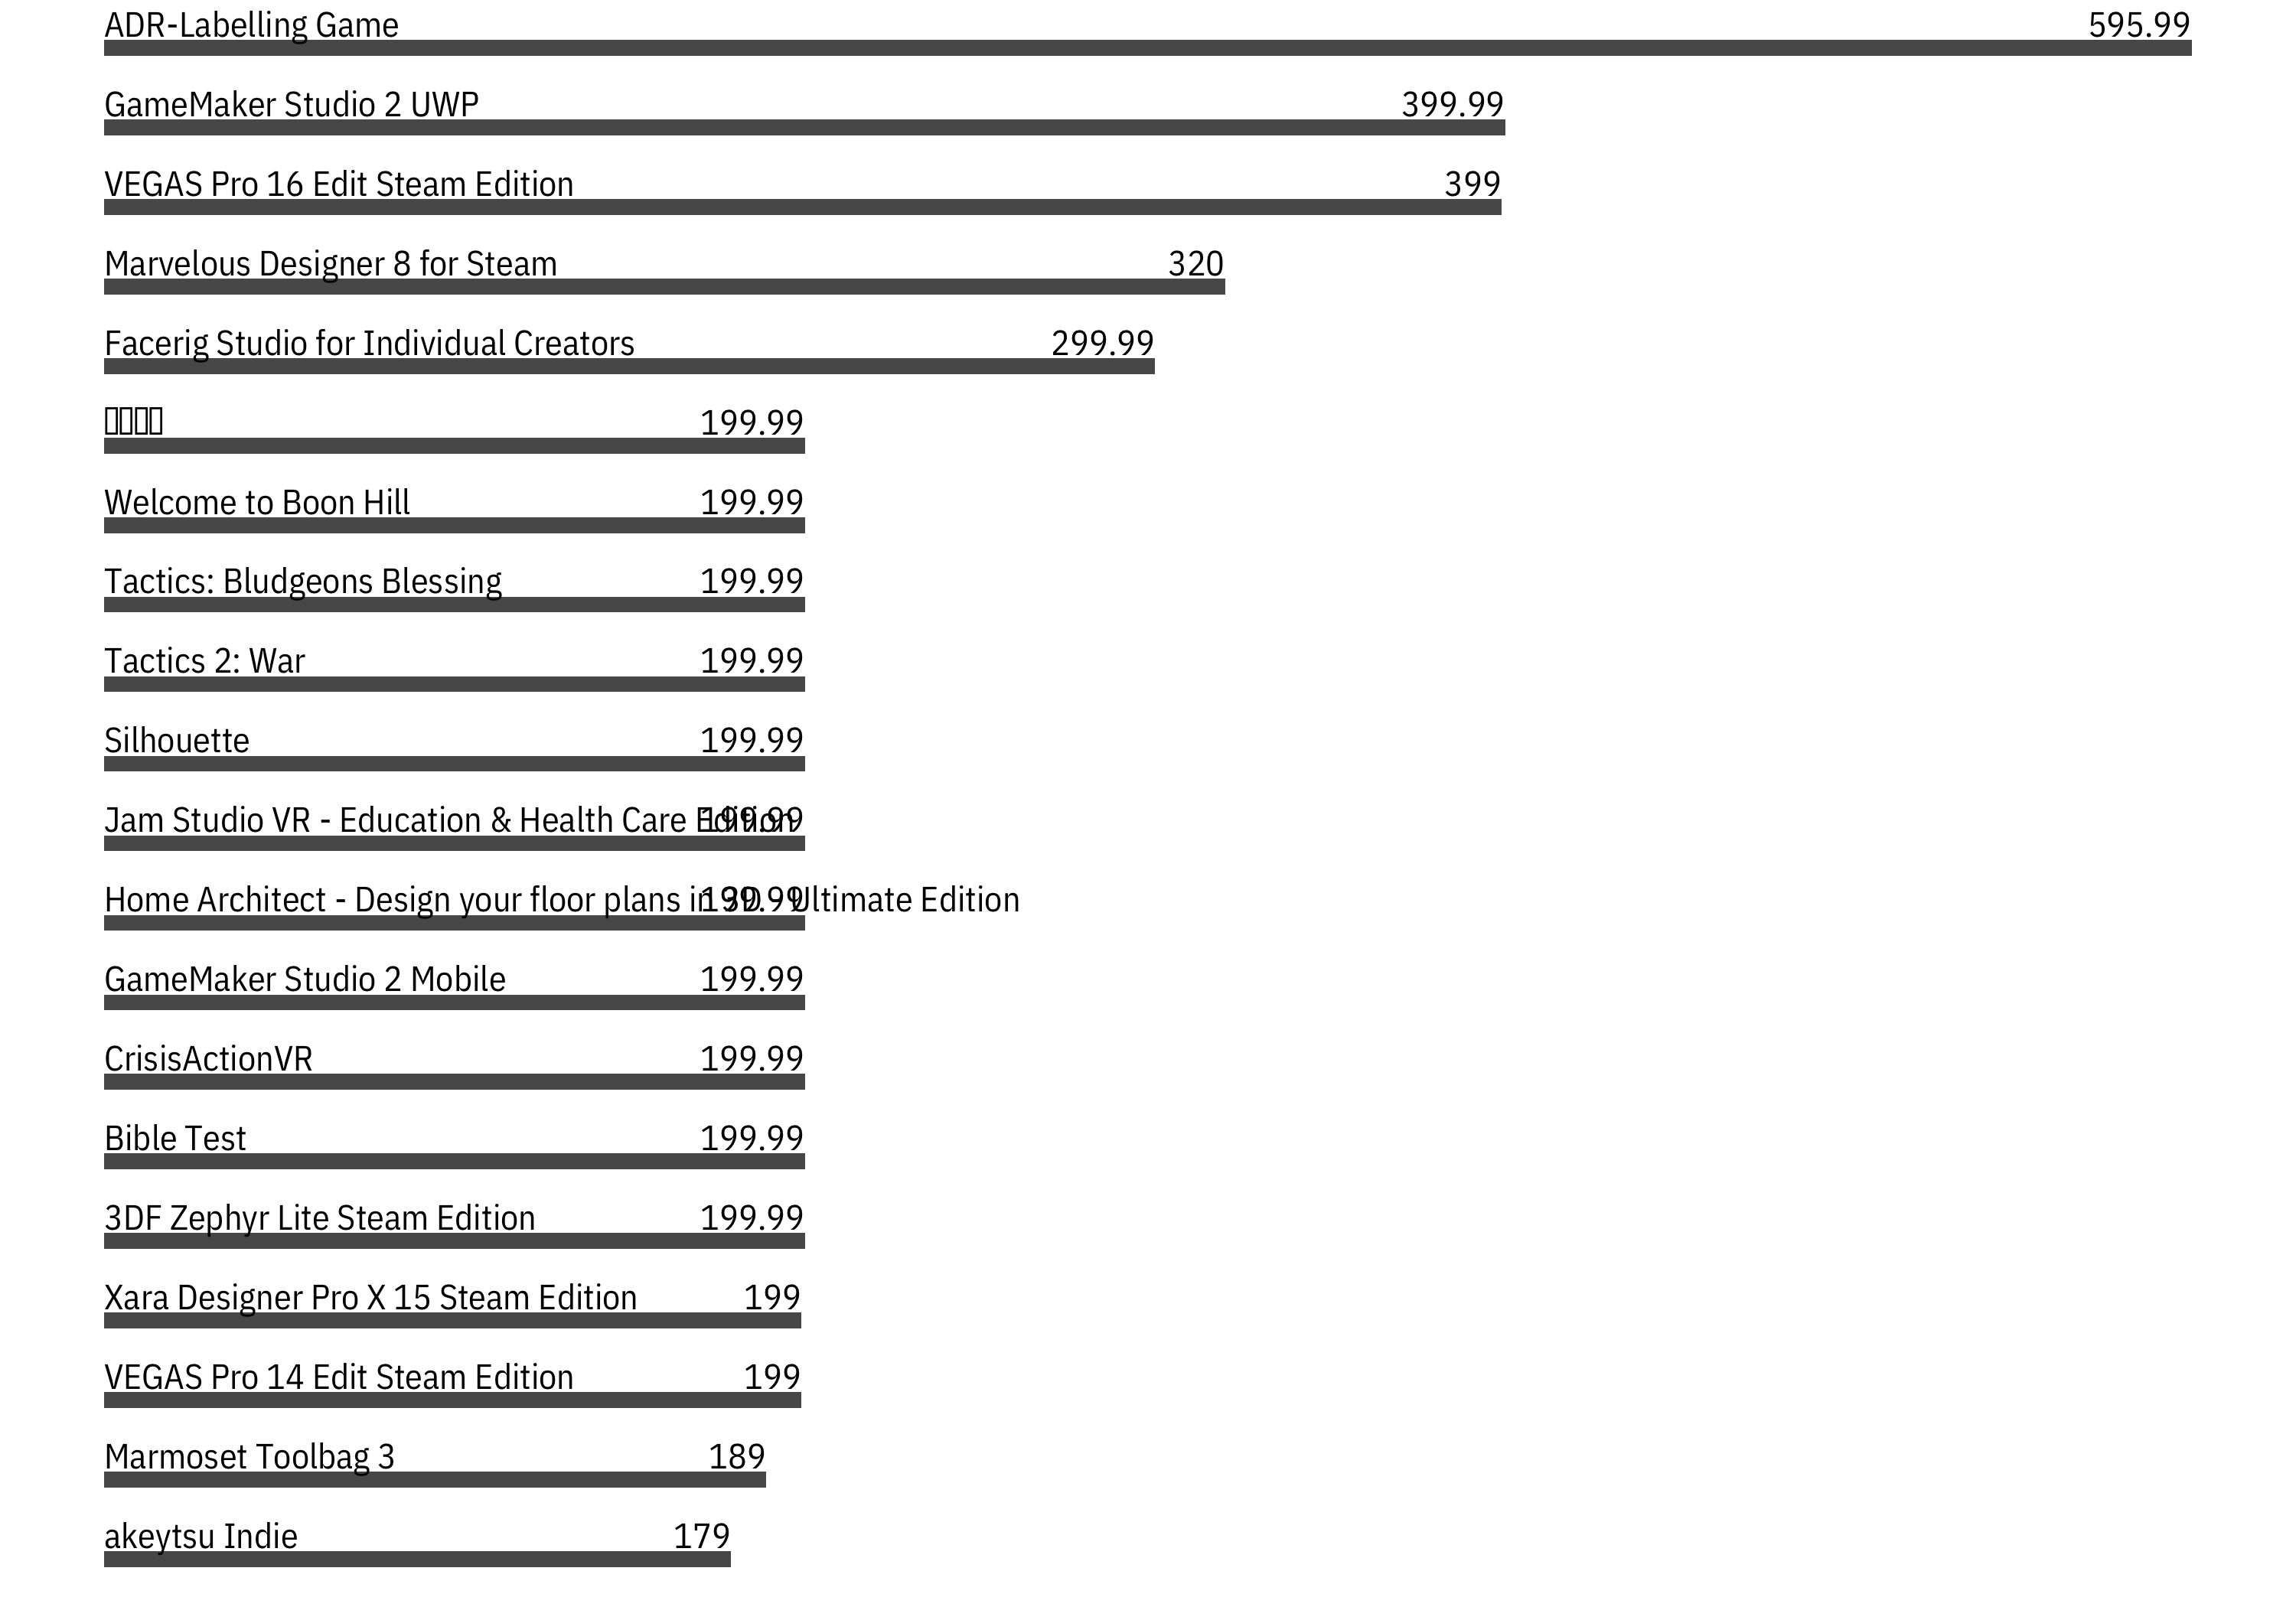 ADR-Labelling Game 595.99
GameMaker Studio 2 UWP 399.99
VEGAS Pro 16 Edit Steam Edition 399
Marvelous Designer 8 for Steam 320
Facerig Studio for Individual Creators 299.99
199.99
Welcome to Boon Hill 199.99
Tactics: Bludgeons Blessing 199.99
Tactics 2: War 199.99
Silhouette 199.99
Jam Studio VR - Education & Health Care Edition 199.99
Home Architect - Design your floor plans in 3D - Ultimate Edition 199.99
GameMaker Studio 2 Mobile 199.99
CrisisActionVR 199.99
Bible Test 199.99
3DF Zephyr Lite Steam Edition 199.99
Xara Designer Pro X 15 Steam Edition 199
VEGAS Pro 14 Edit Steam Edition 199
Marmoset Toolbag 3 189
akeytsu Indie 179